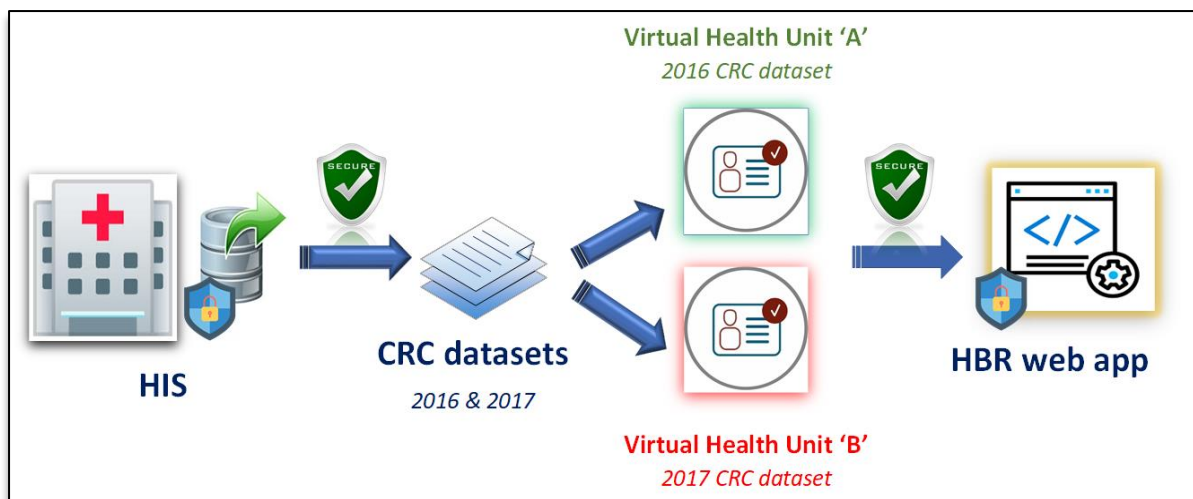 Virtual Health Unit ‘A’
2016 CRC dataset
SECURE
SECURE
</>
HIS
CRC datasets
2016 & 2017
HBR web app
Virtual Health Unit ‘B’
2017 CRC dataset